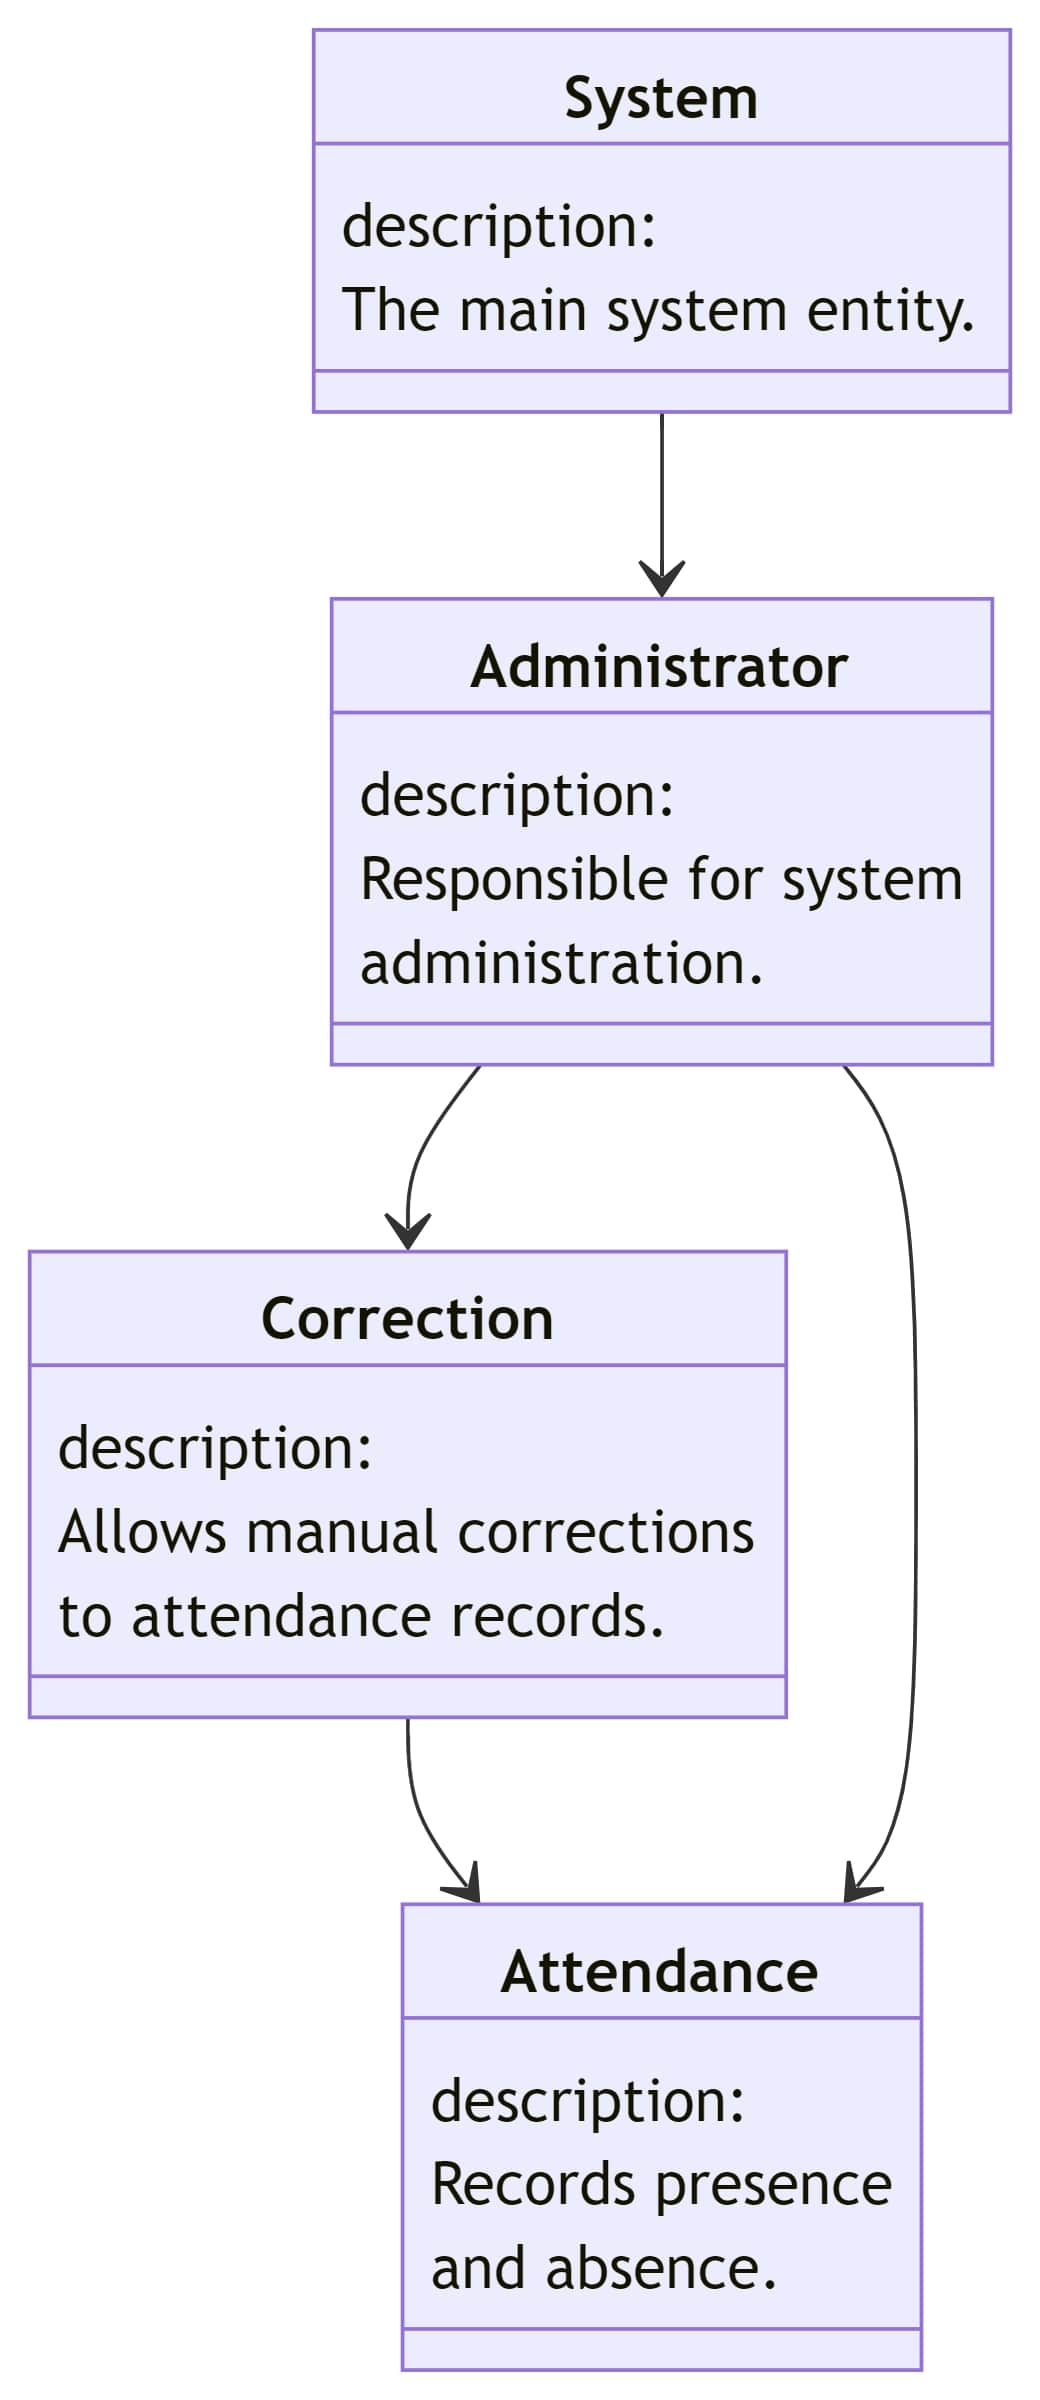 System
description:
The main system entity.
Administrator
description:
Responsible for system
administration.
Correction
description:
Allows manual corrections
to attendance records.
Attendance
description:
Records presence
and absence.